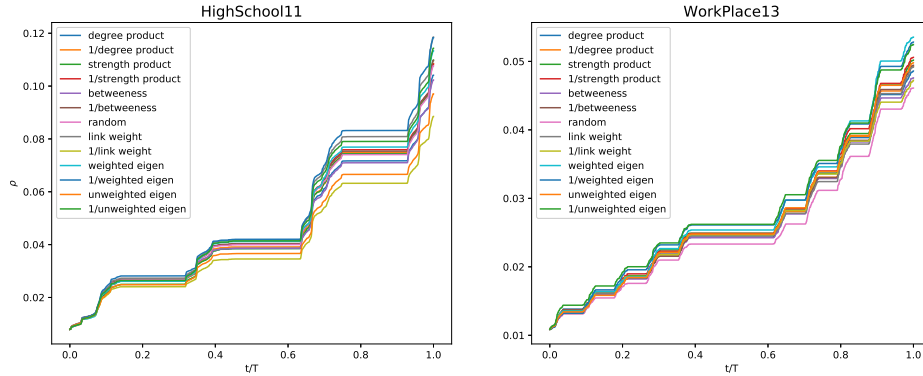 HighSchool11
0.12
0.10
0.08
0.06
0.04
0.02
ρ
degree product
1/degree product
strength product
1/strength product
betweeness
1/betweeness
random
link weight
1/link weight
weighted eigen
1/weighted eigen
unweighted eigen
1/unweighted eigen
0.0 0.2 0.4 0.6 0.8 1.0
t/T
WorkPlace13
0.05
0.04
0.03
0.02
0.01
degree product
1/degree product
strength product
1/strength product
betweeness
1/betweeness
random
link weight
1/link weight
weighted eigen
1/weighted eigen
unweighted eigen
1/unweighted eigen
0.0 0.2 0.4 0.6 0.8 1.0
t/T